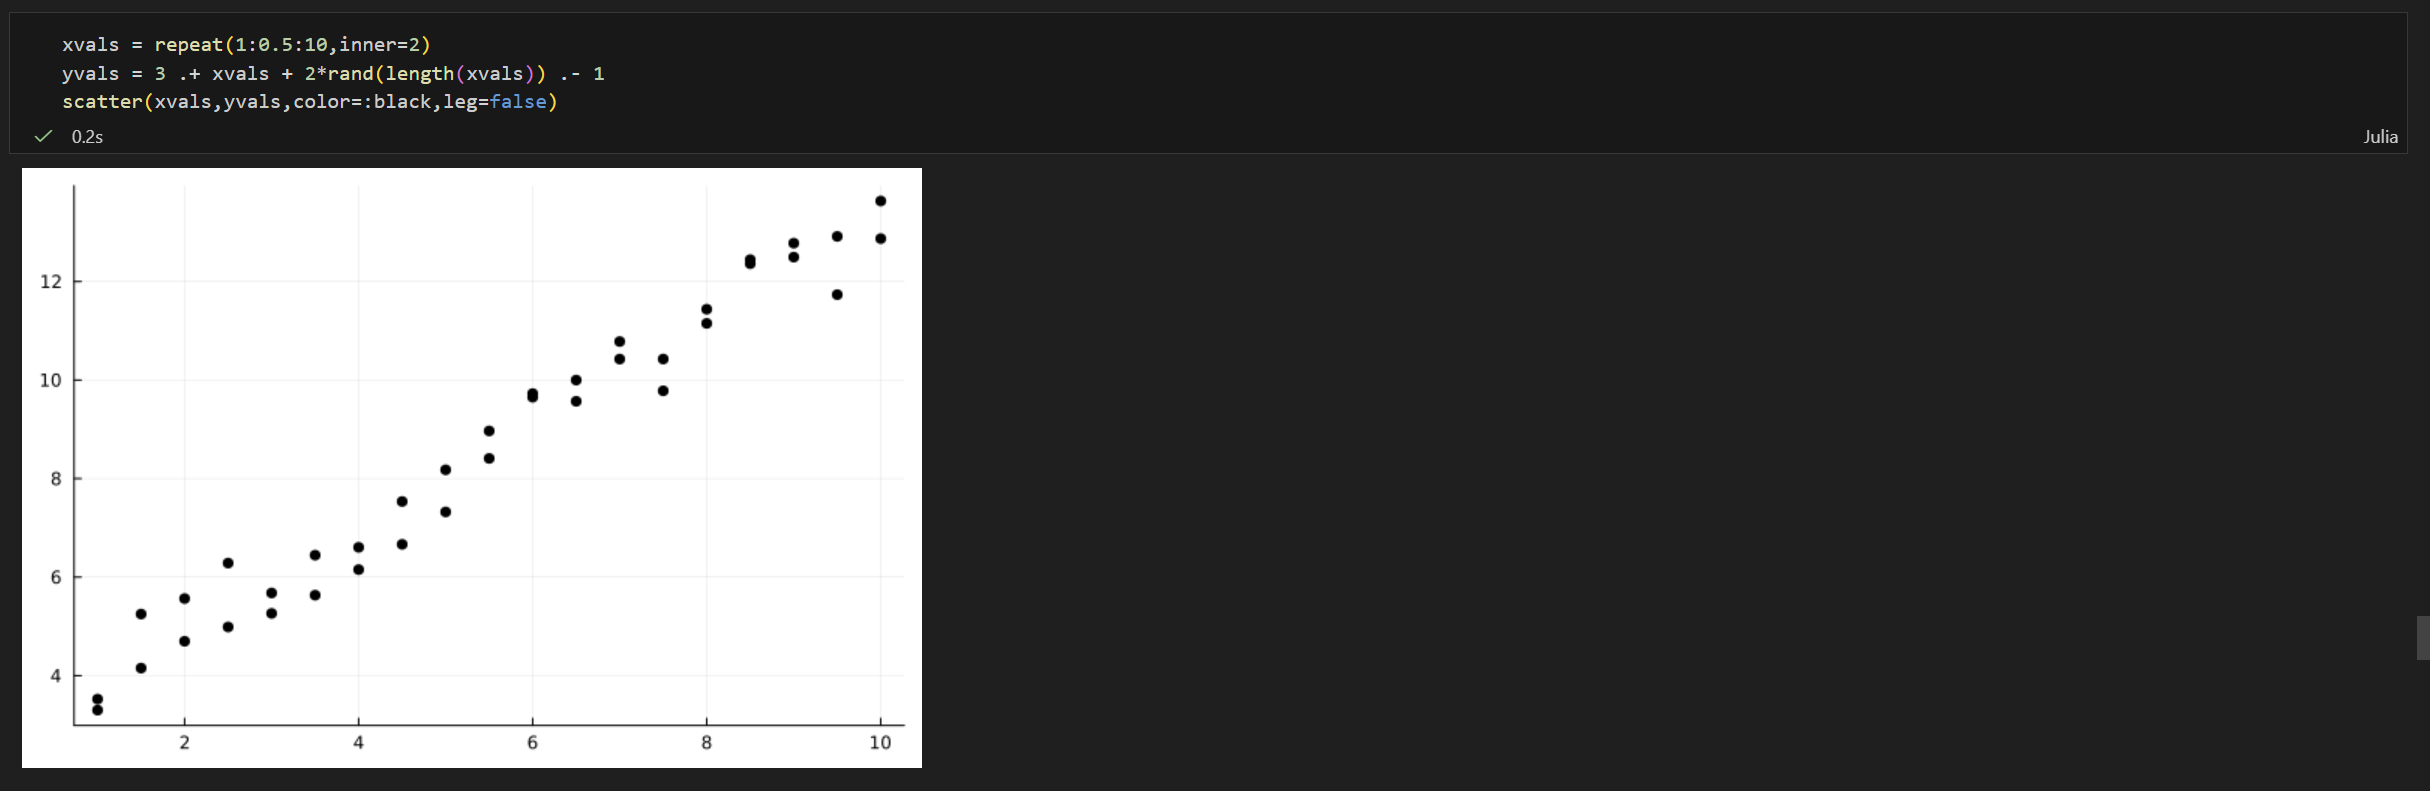 xvals = repeat(1:0.5:10,inner=2)
yvals = 3 .+ xvals + 2*rand(length(xvals)) .- 1
scatter(xvals,yvals,color=:black,leg=false)
0.2s
Julia
12
10
8
6
4
2 4 6 8 10